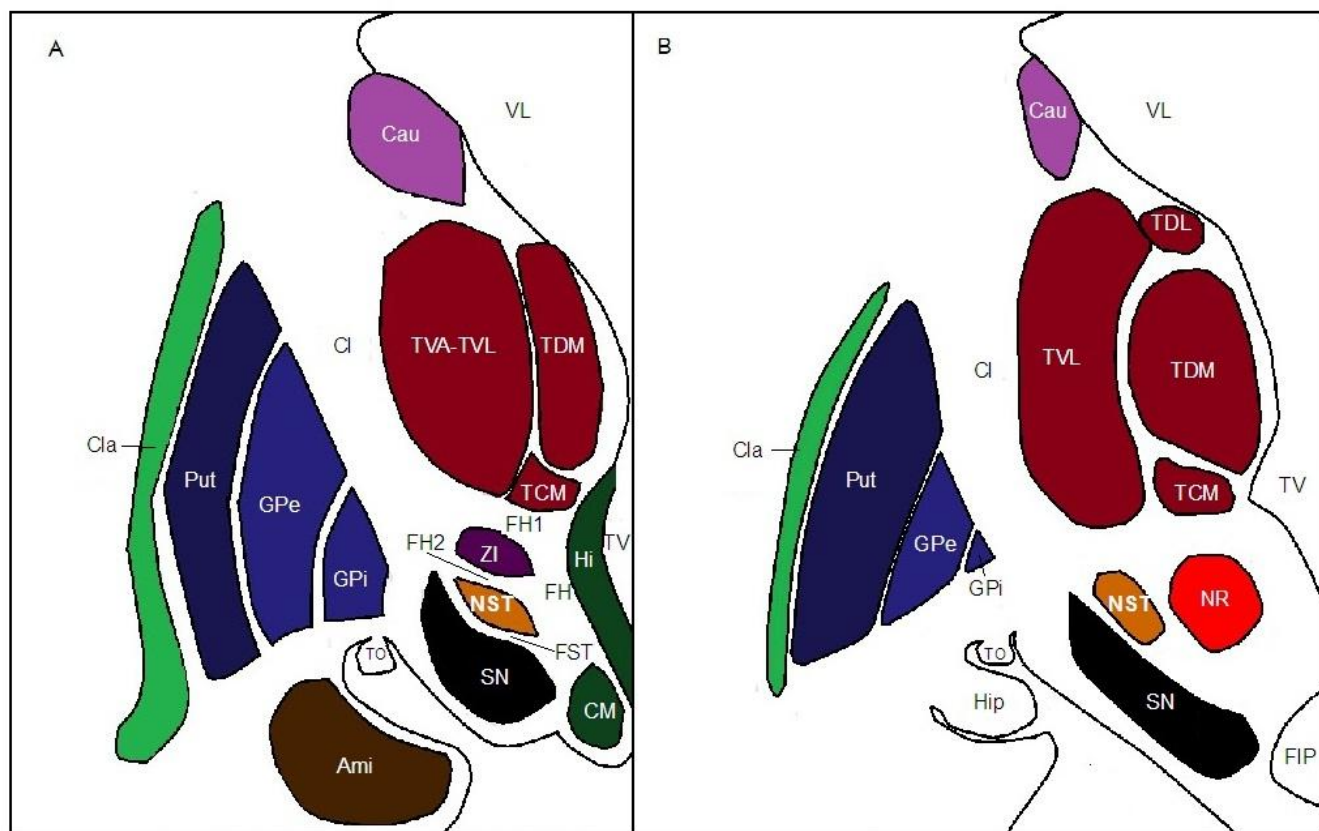 A
Cau
VL
CI
TVA-TVL
TDM
Cla
Put
GPe
TCM
FH1
FH2
ZI
Hi
TV
GPi
NST
FH
FST
TO
SN
CM
Ami
B
Cau
VL
TDL
CI
TVL
TDM
Cla
Put
TCM
TV
GPe
GPi
NST
NR
TO
Hip
SN
FIP